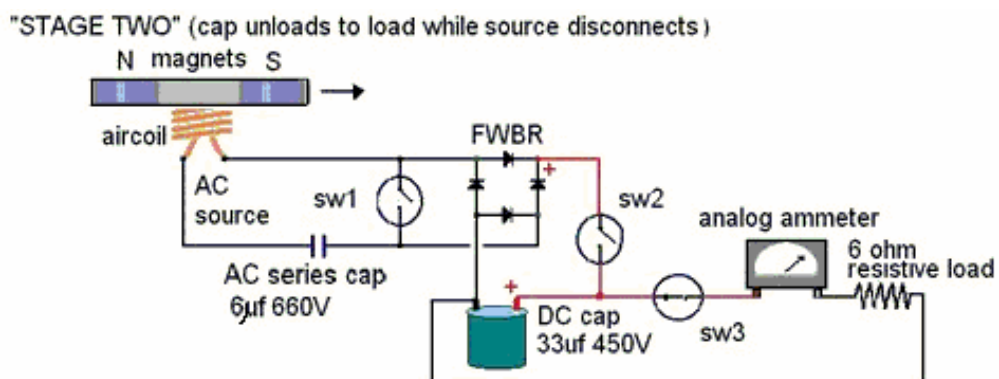 "STAGE TWO" (cap unloads to load while source disconnects)
N magnets S
aircoil
FWBR
+
AC
source
sw1
sw2
analog ammeter
6 ohm
resistive load
AC series cap
6µf 660V
+
DC cap
33uf 450V
sw3